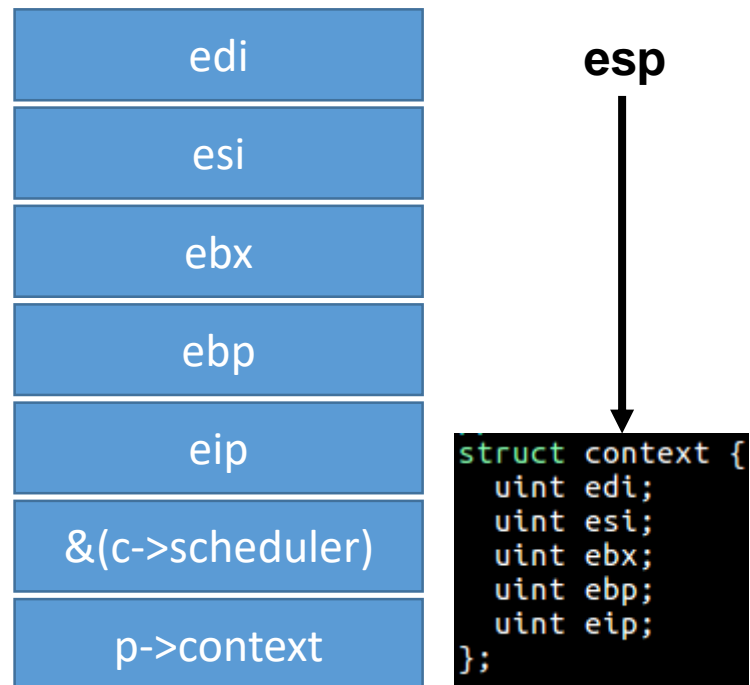 edi
esi
ebx
ebp
eip
&(c->scheduler)
p->context
esp
struct context {
uint edi;
uint esi;
uint ebx;
uint ebp;
uint eip;
};